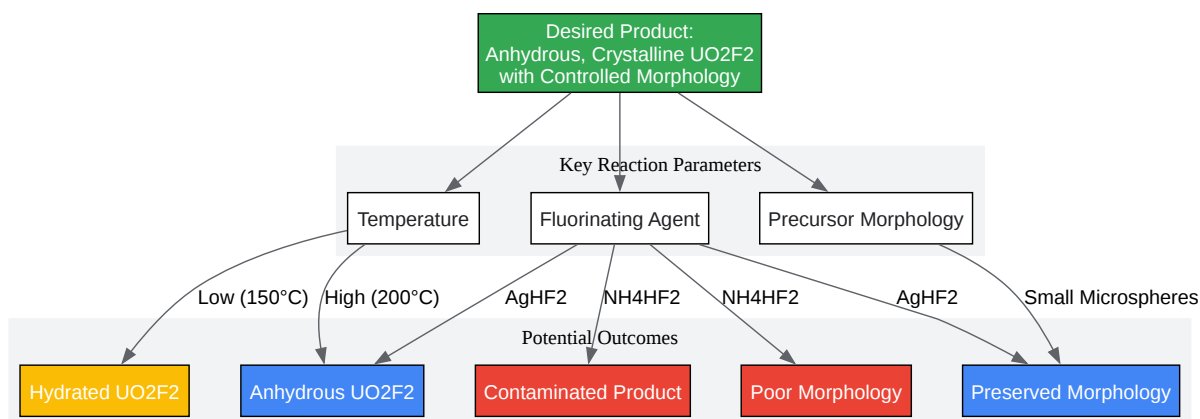 Desired Product:
Anhydrous, Crystalline UO2F2
with Controlled Morphology
Key Reaction Parameters
Temperature
Fluorinating Agent
Precursor Morphology
Low (150°C)
High (200°C)
AgHF2
NH4HF2
NH4HF2
AgHF2
Small Microspheres
Potential Outcomes
Hydrated UO2F2
Anhydrous UO2F2
Contaminated Product
Poor Morphology
Preserved Morphology